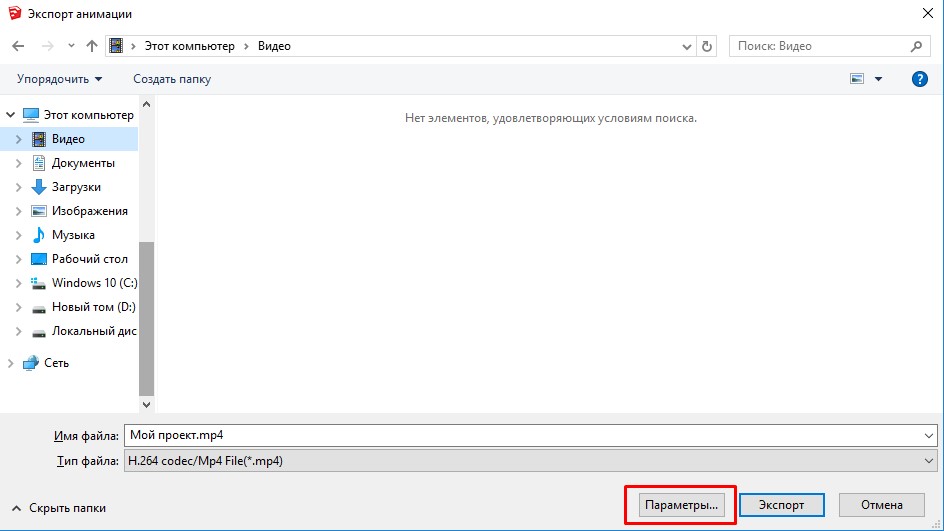 Экспорт анимации
Этот компьютер Видео
Поиск: Видео
Упорядочить
Создать папку
?
Этот компьютер
Нет элементов, удовлетворяющих условиям поиска.
Видео
Документы
Загрузки
Изображения
Музыка
Рабочий стол
Windows 10 (C:)
Новый том (D:)
Локальный дис
Сеть
Имя файла: Мой проект.mp4
Тип файла: H.264 codec/Mp4 File(*.mp4)
Скрыть папки
Параметры...
Экспорт
Отмена